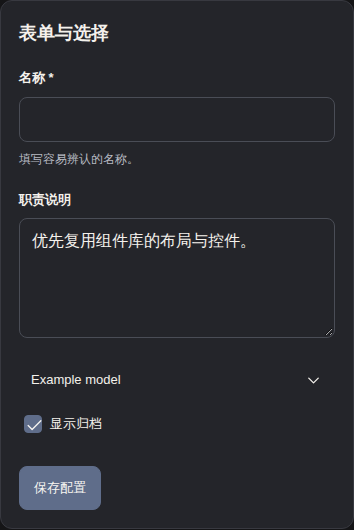 表单与选择
名称 *
填写容易辨认的名称。
职责说明
优先复用组件库的布局与控件。
Example model
显示归档
保存配置